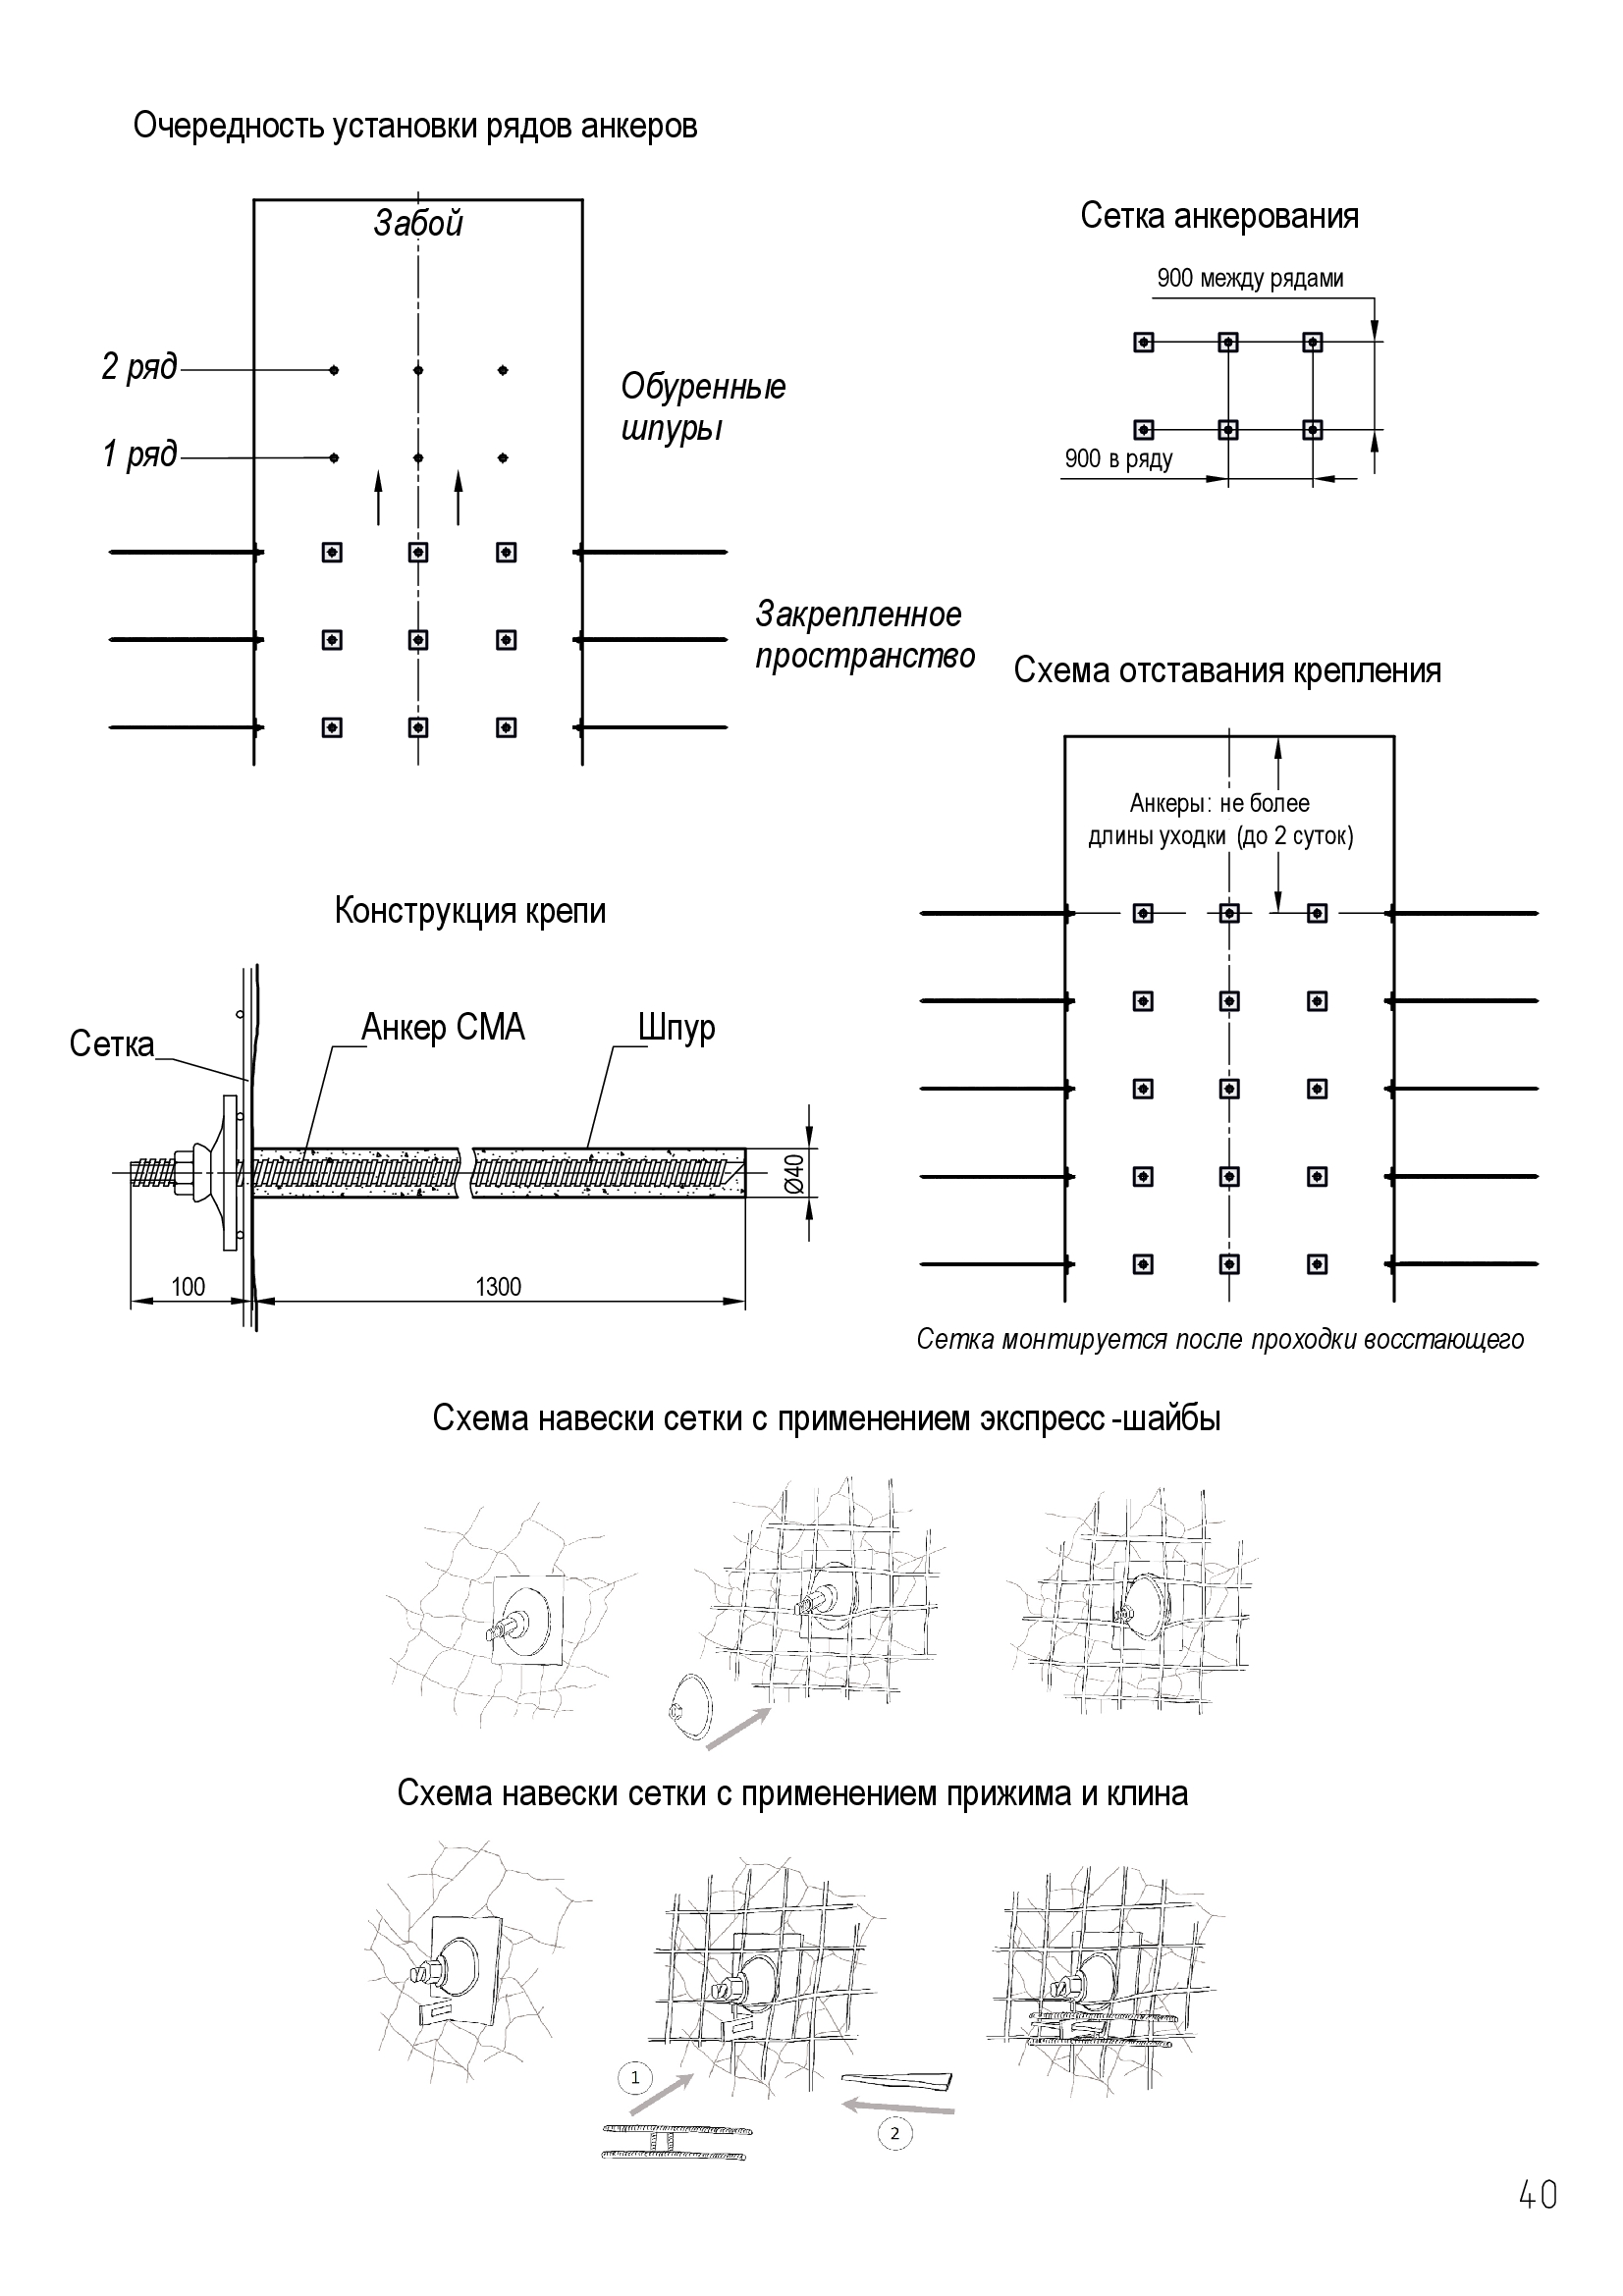 Очередность установки рядов анкеров
Забой
2 ряд
1 ряд
Обуренные
шпуры
Закрепленное
пространство
Сетка анкерования
900 между рядами
900 в ряду
Схема отставания крепления
Анкеры: не более
длины уходки (до 2 суток)
Сетка монтируется после проходки восстающего
Конструкция крепи
Сетка
Анкер СМА
Шпур
Ø40
100
1300
Схема навески сетки с применением экспресс-шайбы
Схема навески сетки с применением прижима и клина
1
2
40